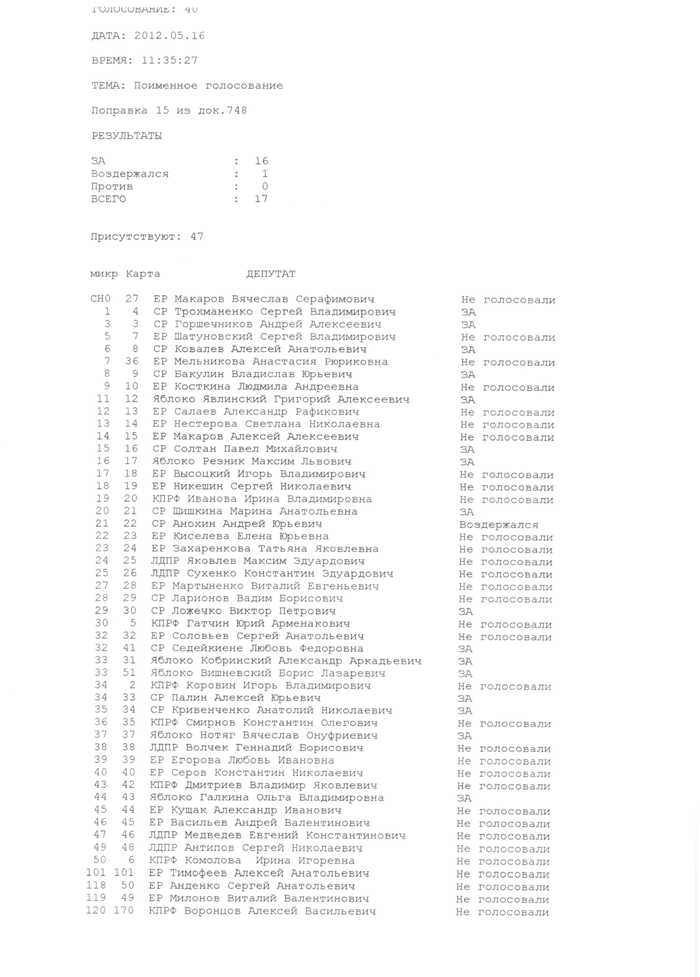 ГОЛОСОВАНИЕ: 40
ДАТА: 2012.05.16
ВРЕМЯ: 11:35:27
ТЕМА: Поименное голосование
Поправка 15 из док.748
РЕЗУЛЬТАТЫ
ЗА : 16
Воздержался : 1
Против : 0
ВСЕГО : 17
Присутствуют: 47
микр Карта ДЕПУТАТ
СН0 27 ЕР Макаров Вячеслав Серафимович Не голосовали
1 4 СР Трохманенко Сергей Владимирович ЗА
3 3 СР Горшечников Андрей Алексеевич ЗА
5 7 ЕР Шатуновский Сергей Владимирович Не голосовали
6 8 СР Ковалев Алексей Анатольевич ЗА
7 36 ЕР Мельникова Анастасия Рюриковна Не голосовали
8 9 СР Бакулин Владислав Юрьевич ЗА
9 10 ЕР Косткина Людмила Андреевна Не голосовали
11 12 Яблоко Явлинский Григорий Алексеевич ЗА
12 13 ЕР Салаев Александр Рафикович Не голосовали
13 14 ЕР Нестерова Светлана Николаевна Не голосовали
14 15 ЕР Макаров Алексей Алексеевич Не голосовали
15 16 СР Солтан Павел Михайлович ЗА
16 17 Яблоко Резник Максим Львович ЗА
17 18 ЕР Высоцкий Игорь Владимирович Не голосовали
18 19 ЕР Никешин Сергей Николаевич Не голосовали
19 20 КПРФ Иванова Ирина Владимировна Не голосовали
20 21 СР Шишкина Марина Анатольевна ЗА
21 22 СР Анохин Андрей Юрьевич Воздержался
22 23 ЕР Киселева Елена Юрьевна Не голосовали
23 24 ЕР Захаренкова Татьяна Яковлевна Не голосовали
24 25 ЛДПР Яковлев Максим Эдуардович Не голосовали
25 26 ЛДПР Сухенко Константин Эдуардович Не голосовали
27 28 ЕР Мартыненко Виталий Евгеньевич Не голосовали
28 29 СР Ларионов Вадим Борисович Не голосовали
29 30 СР Ложечко Виктор Петрович ЗА
30 5 КПРФ Гатчин Юрий Арменакович Не голосовали
32 32 ЕР Соловьев Сергей Анатольевич Не голосовали
32 41 СР Седейкиене Любовь Федоровна ЗА
33 31 Яблоко Кобринский Александр Аркадьевич ЗА
33 51 Яблоко Вишневский Борис Лазаревич ЗА
34 2 КПРФ Коровин Игорь Владимирович Не голосовали
34 33 СР Палин Алексей Юрьевич ЗА
35 34 СР Кривенченко Анатолий Николаевич ЗА
36 35 КПРФ Смирнов Константин Олегович Не голосовали
37 37 Яблоко Нотяг Вячеслав Онуфриевич ЗА
38 38 ЛДПР Волчек Геннадий Борисович Не голосовали
39 39 ЕР Егорова Любовь Ивановна Не голосовали
40 40 ЕР Серов Константин Николаевич Не голосовали
43 42 КПРФ Дмитриев Владимир Яковлевич Не голосовали
44 43 Яблоко Галкина Ольга Владимировна ЗА
45 44 ЕР Кущак Александр Иванович Не голосовали
46 45 ЕР Васильев Андрей Валентинович Не голосовали
47 46 ЛДПР Медведев Евгений Константинович Не голосовали
49 48 ЛДПР Антипов Сергей Николаевич Не голосовали
50 6 КПРФ Комолова Ирина Игоревна Не голосовали
101 101 ЕР Тимофеев Алексей Анатольевич Не голосовали
118 50 ЕР Анденко Сергей Анатольевич Не голосовали
119 49 ЕР Милонов Виталий Валентинович Не голосовали
120 170 КПРФ Воронцов Алексей Васильевич Не голосовали